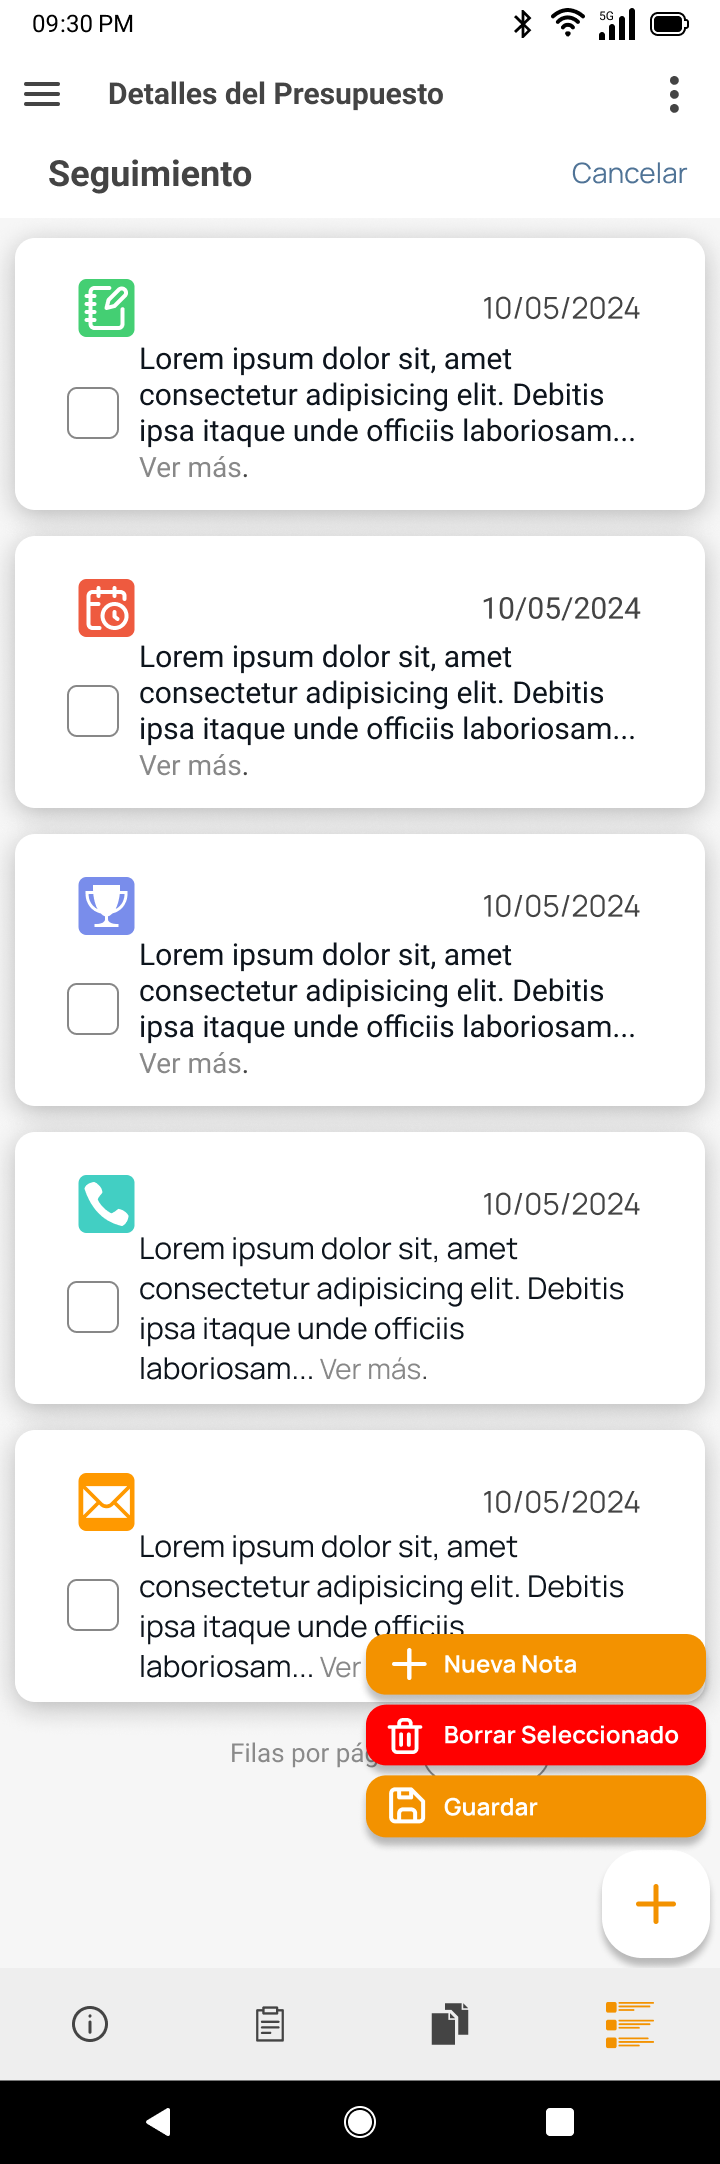 09:30 PM
5G
Detalles del Presupuesto
Seguimiento
Cancelar
10/05/2024
Lorem ipsum dolor sit, amet
consectetur adipisicing elit. Debitis
ipsa itaque unde officiis laboriosam...
Ver más.
10/05/2024
Lorem ipsum dolor sit, amet
consectetur adipisicing elit. Debitis
ipsa itaque unde officiis laboriosam...
Ver más.
10/05/2024
Lorem ipsum dolor sit, amet
consectetur adipisicing elit. Debitis
ipsa itaque unde officiis laboriosam...
Ver más.
10/05/2024
Lorem ipsum dolor sit, amet
consectetur adipisicing elit. Debitis
ipsa itaque unde officiis
laboriosam... Ver más.
10/05/2024
Lorem ipsum dolor sit, amet
consectetur adipisicing elit. Debitis
ipsa itaque unde officiis
laboriosam... Ver
Nueva Nota
Borrar Seleccionado
Filas por pág
Guardar